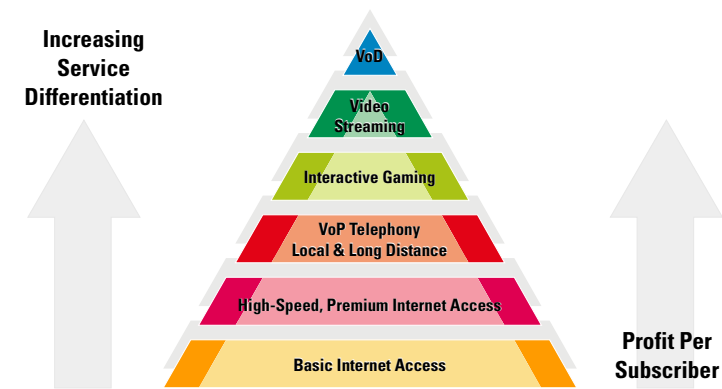 Increasing
Service
Differentiation
VoD
Video
Streaming
Interactive Gaming
VoP Telephony
Local & Long Distance
High-Speed, Premium Internet Access
Basic Internet Access
Profit Per
Subscriber